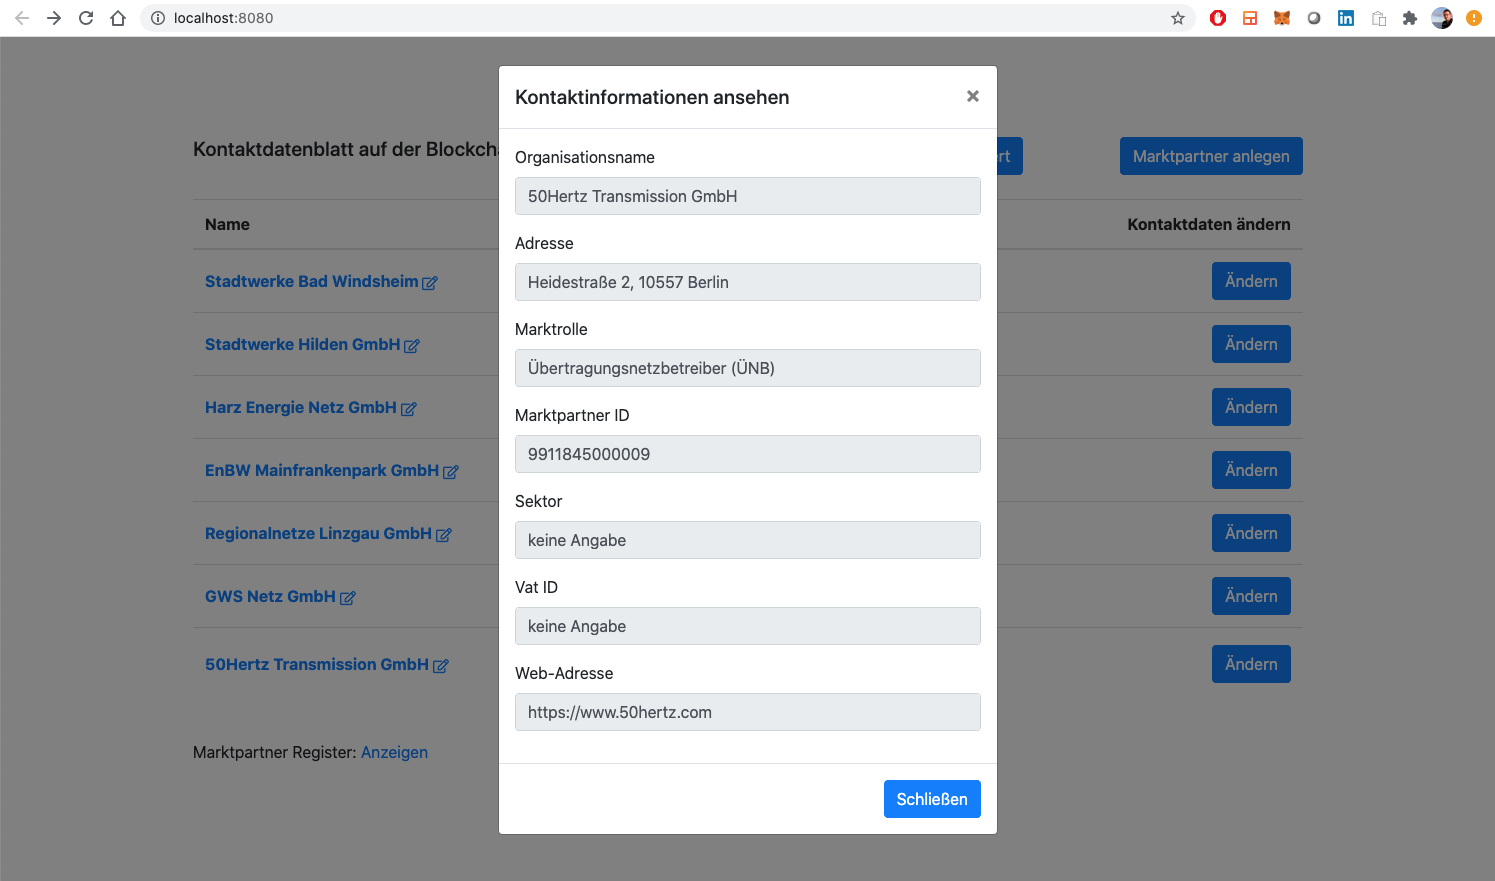 localhost:8080
Kontaktinformationen ansehen
×
Kontaktdatenblatt auf der
Marktpartner anlegen
Organisationsname
50Hertz Transmission GmbH
Name
Kontaktdaten ändern
Adresse
Heidestraße 2, 10557 Berlin
Stadtwerke Bad Windsheim
Ändern
Marktrolle
Stadtwerke Hilden GmbH
Ändern
Übertragungsnetzbetreiber (ÜNB)
Harz Energie Netz GmbH
Ändern
Marktpartner ID
9911845000009
EnBW Mainfrankenpark GmbH
Ändern
Sektor
keine Angabe
Regionalnetze Linzgau GmbH
Ändern
Vat ID
keine Angabe
GWS Netz GmbH
Ändern
Web-Adresse
https://www.50hertz.com
50Hertz Transmission GmbH
Ändern
Marktpartner Register: Anzeigen
Schließen